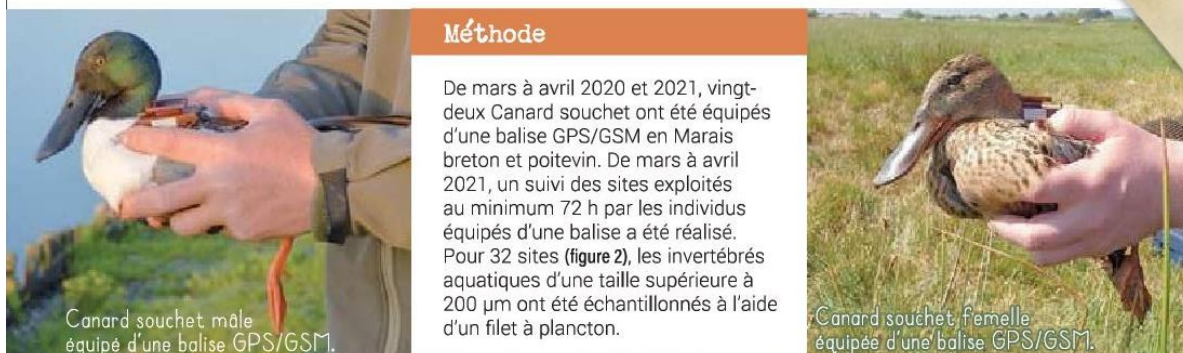 Méthode
De mars à avril 2020 et 2021, vingt-
deux Canard souchet ont été équipés
d'une balise GPS/GSM en Marais
breton et poitevin. De mars à avril
2021, un suivi des sites exploités
au minimum 72 h par les individus
équipés d'une balise a été réalisé.
Pour 32 sites (figure 2), les invertébrés
aquatiques d'une taille supérieure à
200 µm ont été échantillonnés à l'aide
d'un filet à plancton.
Canard souchet mâle
équipé d'une balise GPS/GSM.
Canard souchet femelle
équipée d'une balise GPS/GSM.